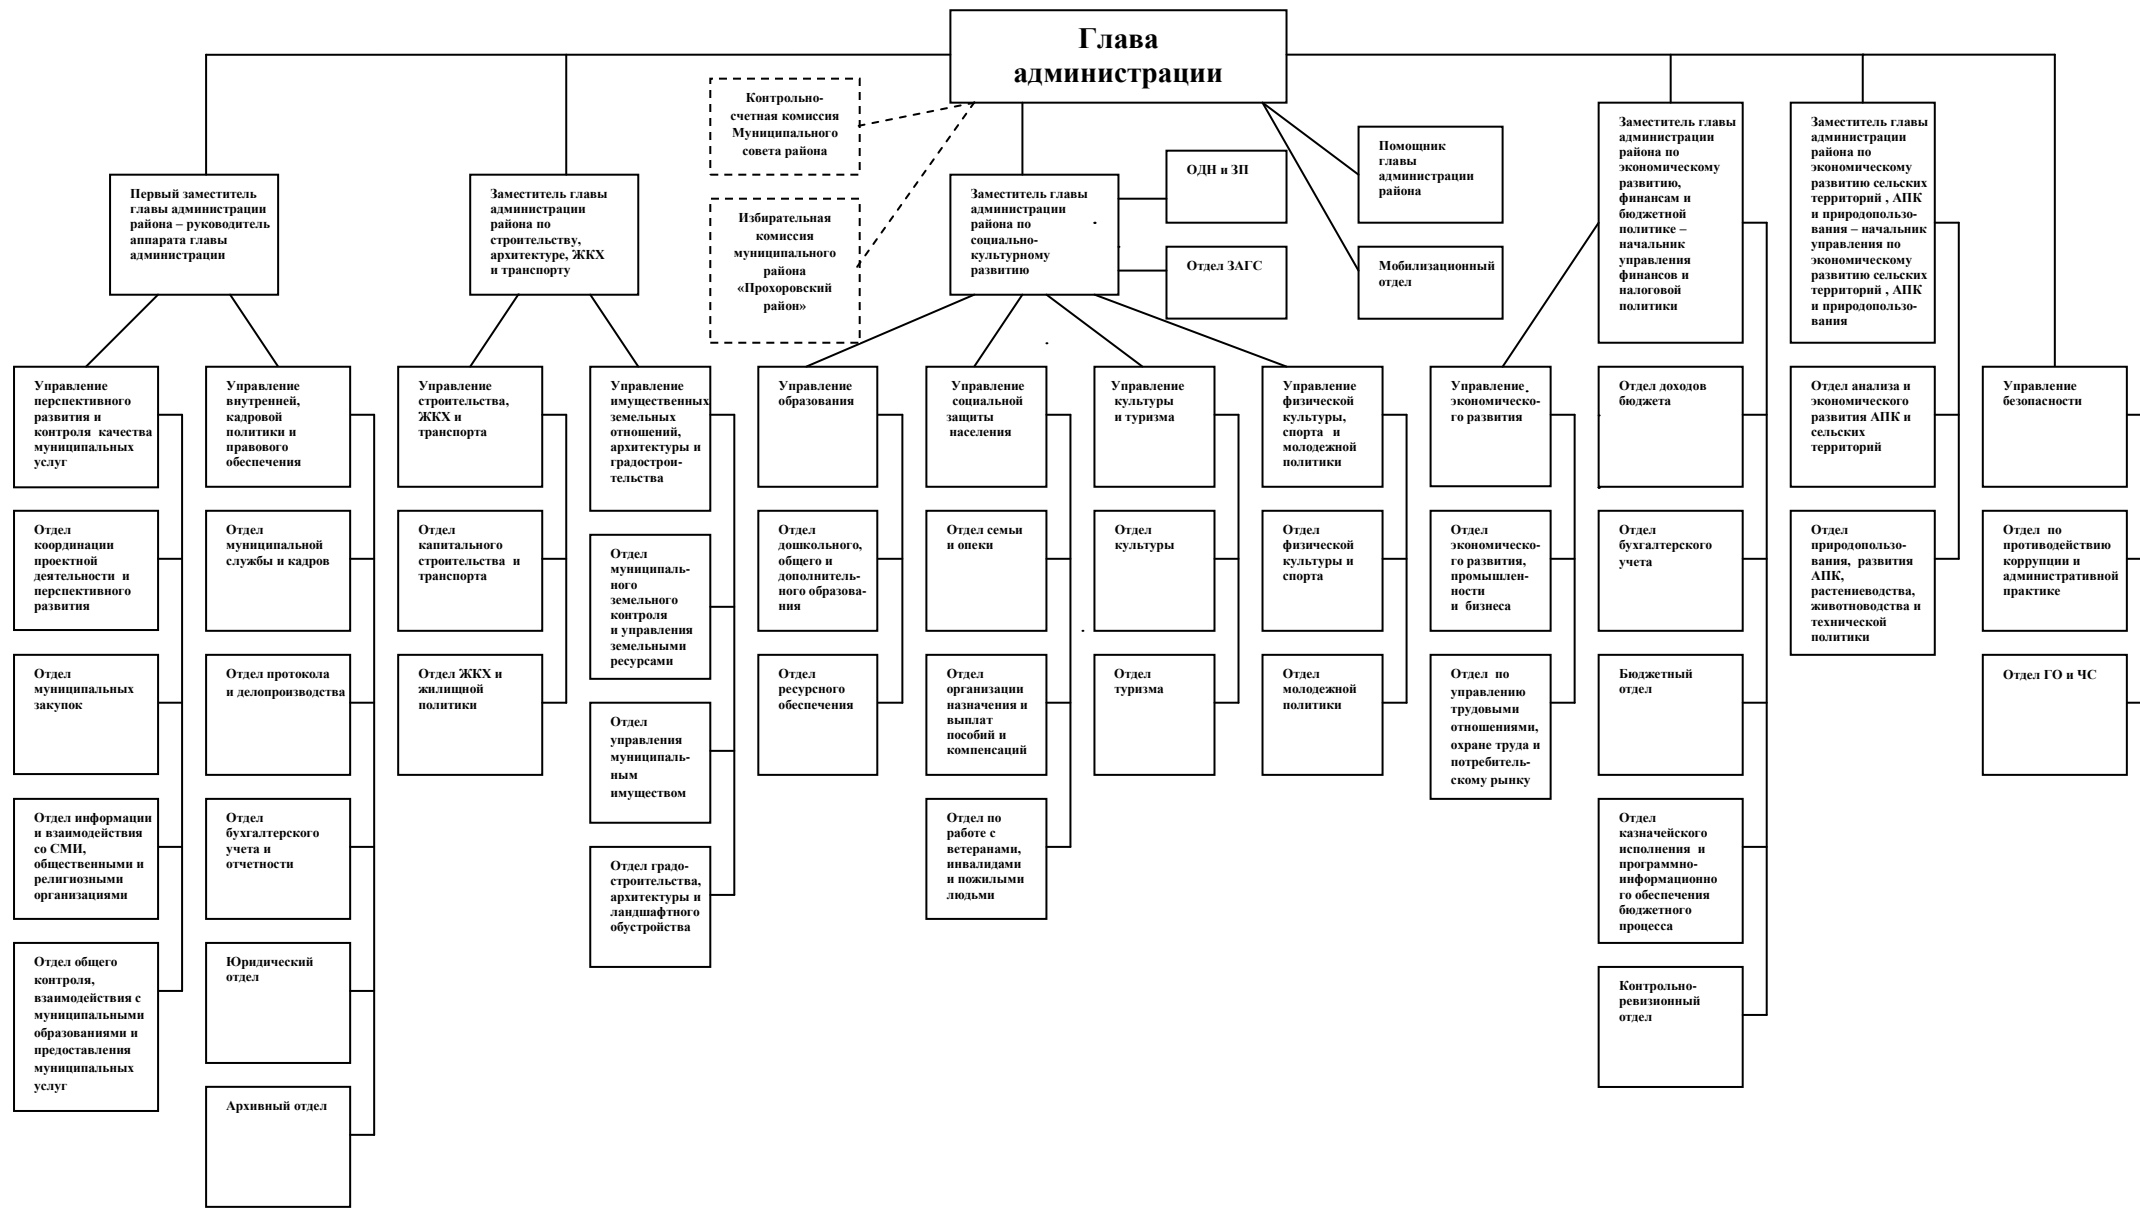 Глава
администрации
Контрольно-
счетная комиссия
Муниципального
совета района
Избирательная
комиссия
муниципального
района
«Прохоровский
район»
Первый заместитель
главы администрации
района – руководитель
аппарата главы
администрации
Заместитель главы
администрации
района по
строительству,
архитектуре, ЖКХ
и транспорту
Заместитель главы
администрации
района по
социально-
культурному
развитию
ОДН и ЗП
Отдел ЗАГС
Помощник
главы
администрации
района
Мобилизационный
отдел
Заместитель главы
администрации
района по
экономическому
развитию,
финансам и
бюджетной
политике –
начальник
управления
финансов и
налоговой
политики
Заместитель главы
администрации
района по
экономическому
развитию сельских
территорий , АПК
и природопользо-
вания – начальник
управления по
экономическому
развитию сельских
территорий , АПК
и природопользо-
вания
Управление
перспективного
развития и
контроля качества
муниципальных
услуг
Отдел
координации
проектной
деятельности и
перспективного
развития
Отдел
муниципальных
закупок
Отдел информации
и взаимодействия
со СМИ,
общественными и
религиозными
организациями
Отдел общего
контроля,
взаимодействия с
муниципальными
образованиями и
предоставления
муниципальных
услуг
Управление
внутренней,
кадровой
политики и
правового
обеспечения
Отдел
муниципальной
службы и кадров
Отдел протокола
и делопроизводства
Отдел
бухгалтерского
учета и
отчетности
Юридический
отдел
Архивный отдел
Управление
строительства,
ЖКХ и
транспорта
Отдел
капитального
строительства и
транспорта
Отдел ЖКХ и
жилищной
политики
Управление
имущественных
земельных
отношений,
архитектуры и
градострои-
тельства
Отдел
муниципаль-
ного
земельного
контроля
и управления
земельными
ресурсами
Отдел
управления
муниципаль-
ным
имуществом
Отдел градо-
строительства,
архитектуры и
ландшафтного
обустройства
Управление
образования
Отдел
дошкольного,
общего и
дополнитель-
ного образова-
ния
Отдел
ресурсного
обеспечения
Управление
социальной
защиты
населения
Отдел семьи
и опеки
Отдел
организации
назначения и
выплат
пособий и
компенсаций
Отдел по
работе с
ветеранами,
инвалидами
и пожилыми
людьми
Управление
культуры
и туризма
Отдел
культуры
Отдел
туризма
Управление
физической
культуры,
спорта и
молодежной
политики
Отдел
физической
культуры и
спорта
Отдел
молодежной
политики
Управление
экономическо-
го развития
Отдел
экономическо-
го развития,
промышлен-
ности
и бизнеса
Отдел по
управлению
трудовыми
отношениями,
охране труда и
потребитель-
скому рынку
Отдел доходов
бюджета
Отдел
бухгалтерского
учета
Бюджетный
отдел
Отдел
казначейского
исполнения и
программно-
информационно
го обеспечения
бюджетного
процесса
Контрольно-
ревизионный
отдел
Отдел анализа и
экономического
развития АПК и
сельских
территорий
Отдел
природопользо-
вания, развития
АПК,
растениеводства,
животноводства и
технической
политики
Управление
безопасности
Отдел по
противодействию
коррупции и
административной
практике
Отдел ГО и ЧС